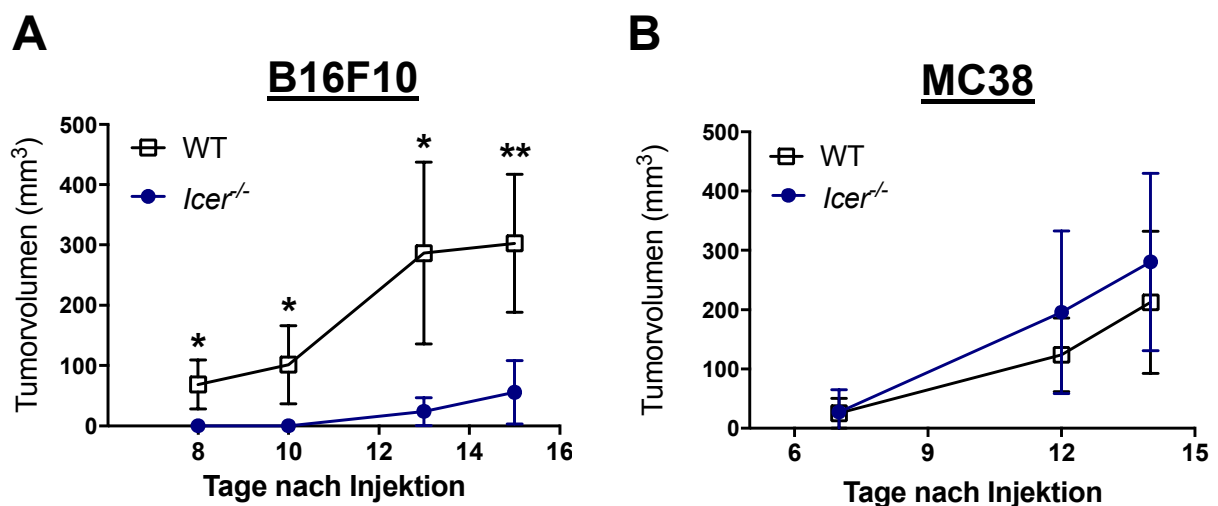 A
B16F10
Tumorvolumen (mm³)
500
400
300
200
100
0
WT
Icer-/-
*
*
*
**
8
10
12
14
16
Tage nach Injektion
B
MC38
Tumorvolumen (mm³)
500
400
300
200
100
0
WT
Icer-/-
6
9
12
15
Tage nach Injektion